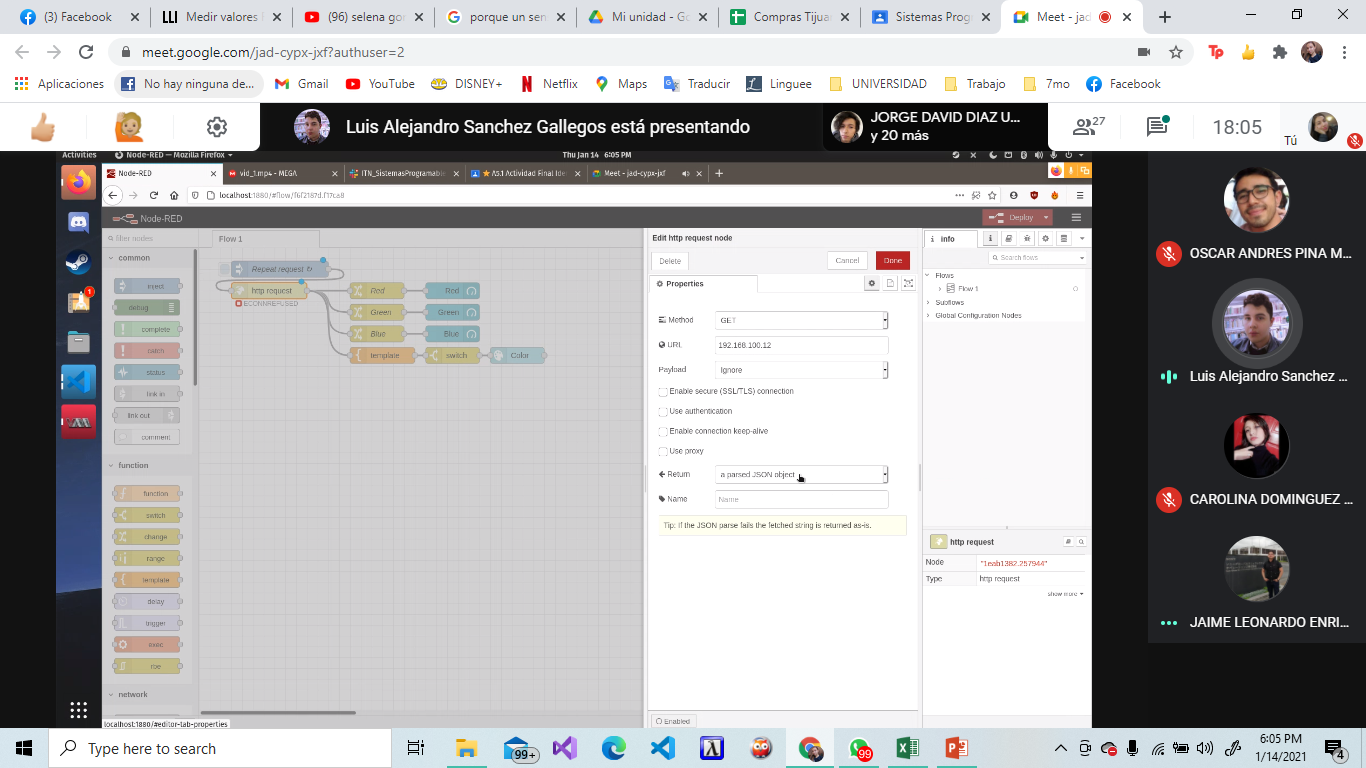 (3) Facebook
Medir valores
(96) selena go
porque un sen
Mi unidad - Go
Compras Tijua
Sistemas Prog
Meet - jad
meet.google.com/jad-cypx-jxf?authuser=2
Aplicaciones
No hay ninguna de...
Gmail
YouTube
DISNEY+
Netflix
Maps
Traducir
Linguee
UNIVERSIDAD
Trabajo
7mo
Facebook
Luis Alejandro Sanchez Gallegos está presentando
JORGE DAVID DIAZ U...
y 20 más
27
18:05
Tú
Activities
Node-RED — Mozilla Firefox
Thu Jan 14 6:05 PM
Node-RED
vid_1.mp4 - MEGA
ITN_SistemasProgramable
A5.1 Actividad Final (de
Meet - jad-cypx-jxf
localhost:1880/#flow/f6f2187d.f17ca8
Node-RED
Deploy
filter nodes
Flow 1
common
inject
debug
complete
catch
status
link in
link out
comment
function
function
switch
change
range
template
delay
trigger
exec
rbe
network
Repeat request ↻
http request
ECONNREFUSED
Red
Red
Green
Green
Blue
Blue
template
switch
Color
localhost:1880/#editor-tab-properties
Edit http request node
Delete
Cancel
Done
Properties
Method
GET
URL
192.168.100.12
Payload
Ignore
Enable secure (SSL/TLS) connection
Use authentication
Enable connection keep-alive
Use proxy
Return
a parsed JSON object
Name
Name
Tip: If the JSON parse fails the fetched string is returned as-is.
Enabled
info
Search flows
Flows
Flow 1
Subflows
Global Configuration Nodes
http request
Node
"1eab1382.257944"
Type
http request
show more
OSCAR ANDRES PINA M...
Luis Alejandro Sanchez ...
CAROLINA DOMINGUEZ ...
JAIME LEONARDO ENRI...
Type here to search
99+
99
6:05 PM
1/14/2021
4